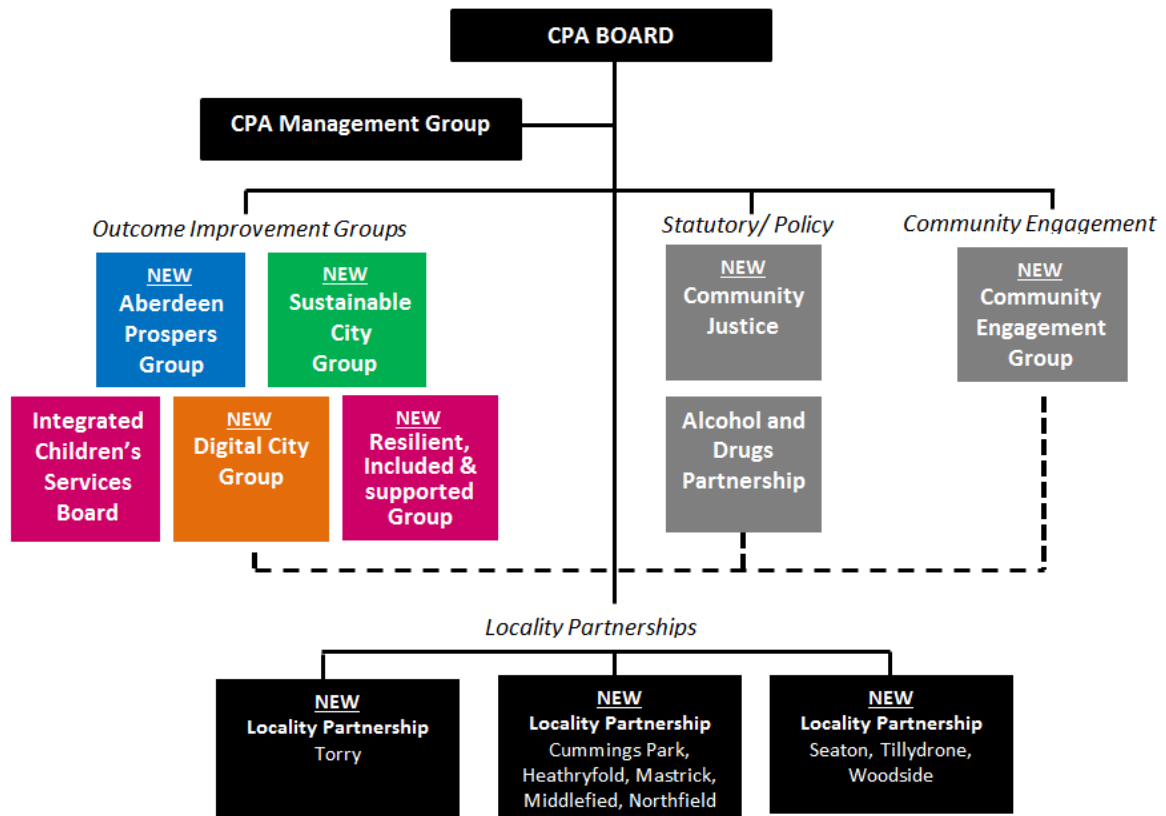 CPA BOARD
CPA Management Group
Outcome Improvement Groups
Statutory/ Policy
Community Engagement
NEW
Aberdeen
Prospers
Group
NEW
Sustainable
City
Group
NEW
Community
Justice
NEW
Community
Engagement
Group
Integrated
Children’s
Services
Board
NEW
Digital City
Group
NEW
Resilient,
Included &
supported
Group
Alcohol and
Drugs
Partnership
Locality Partnerships
NEW
Locality Partnership
Torry
NEW
Locality Partnership
Cummings Park,
Heathryfold, Mastrick,
Middlefied, Northfield
NEW
Locality Partnership
Seaton, Tillydrone,
Woodside